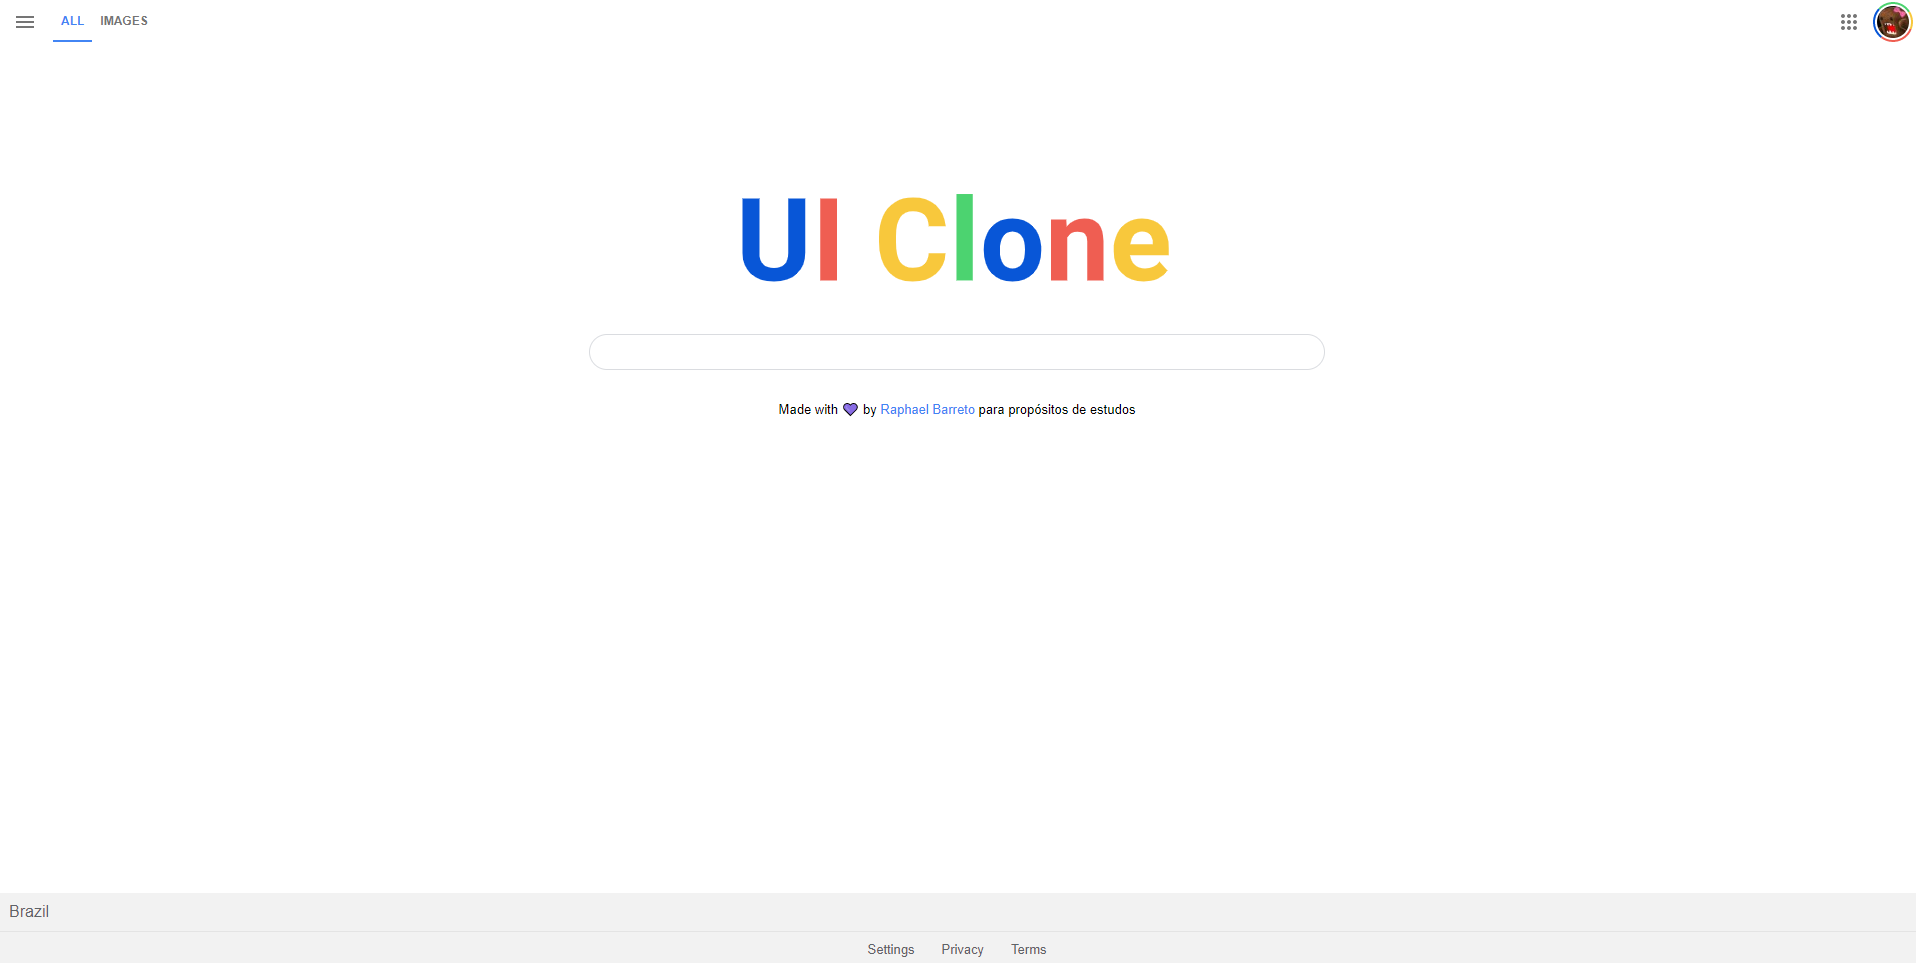 ALL IMAGES
UI Clone
Made with 💜 by Raphael Barreto para propósitos de estudos
Brazil
Settings Privacy Terms